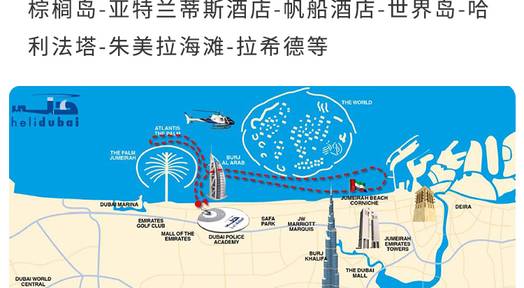 棕榈岛-亚特兰蒂斯酒店-帆船酒店-世界岛-哈
利法塔-朱美拉海滩-拉希德等
helidubai
ATLANTIS
THE PALM
THE WORLD
THE PALM
JUMEIRAH
BURJ
AL ARAB
DUBAI MARINA
JUMEIRAH BEACH
CORNICHE
DEIRA
EMIRATES
GOLF CLUB
MALL OF THE
EMIRATES
DUBAI POLICE
ACADEMY
SAFA
PARK
JW
MARRIOTT
MARQUIS
JUMEIRAH
EMIRATES
TOWERS
BURJ
KHALIFA
THE DUBAI
MALL
DUBAI WORLD
CENTRAL